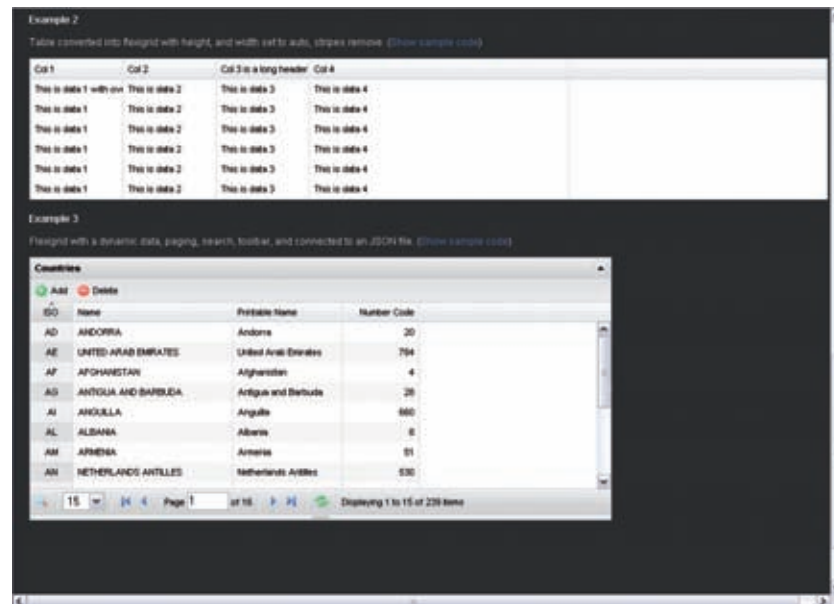 Example 2
Table converted into flexigrid with height, and width set to auto, stripes remove. (Show sample code)
Col 1 Col 2 Col 3 is a long header Col 4
This is data 1 with ove This is data 2 This is data 3 This is data 4
This is data 1 This is data 2 This is data 3 This is data 4
This is data 1 This is data 2 This is data 3 This is data 4
This is data 1 This is data 2 This is data 3 This is data 4
This is data 1 This is data 2 This is data 3 This is data 4
This is data 1 This is data 2 This is data 3 This is data 4
Example 3
Flexigrid with a dynamic data, paging, search, toolbar, and connected to an JSON file. (Show sample code)
Countries
Add Delete
ISO Name Printable Name Number Code
AD ANDORRA Andorra 20
AE UNITED ARAB EMIRATES United Arab Emirates 784
AF AFGHANISTAN Afghanistan 4
AG ANTIGUA AND BARBUDA Antigua and Barbuda 28
AI ANGUILLA Anguilla 660
AL ALBANIA Albania 8
AM ARMENIA Armenia 51
AN NETHERLANDS ANTILLES Netherlands Antilles 530
15 Page 1 of 16 Displaying 1 to 15 of 239 items